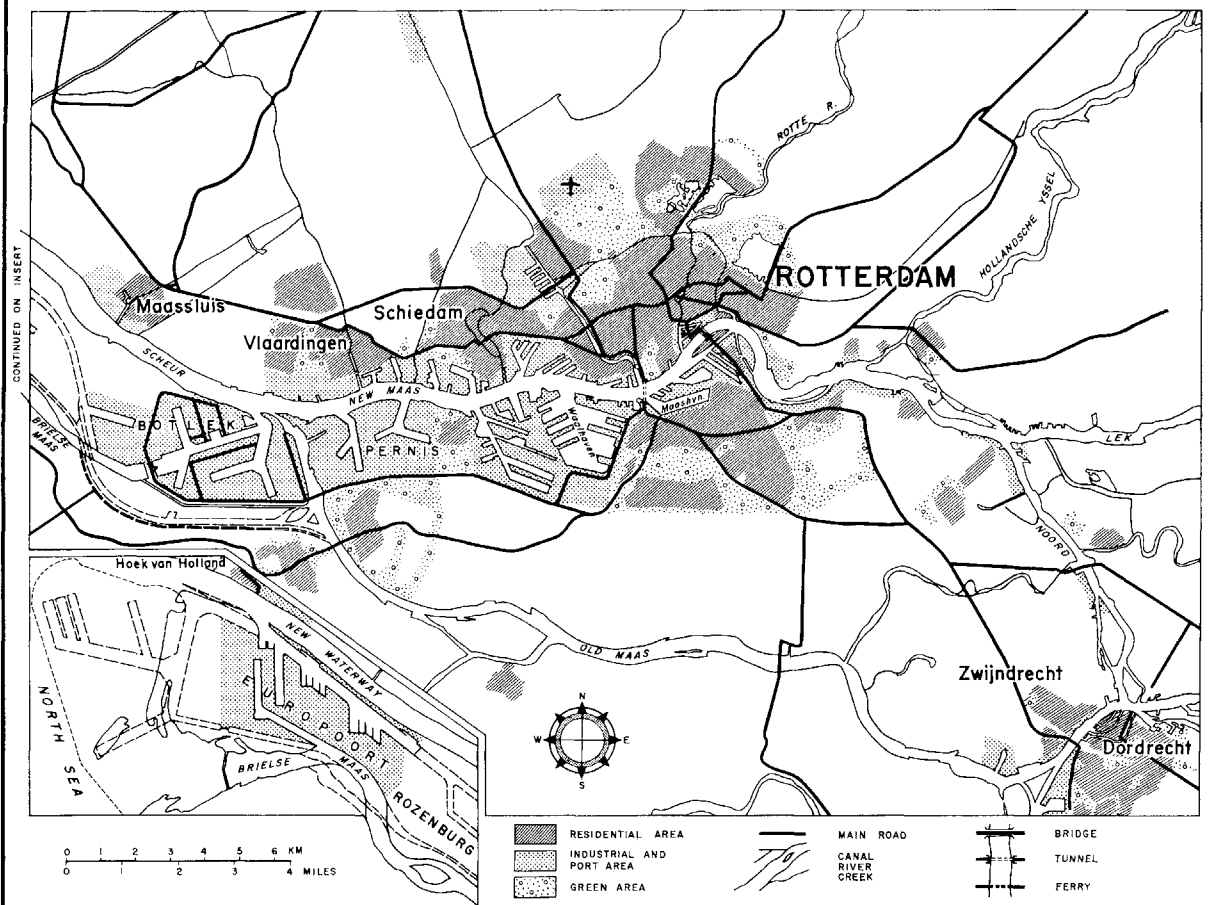 ROTTE R.
HOLLANDSCHE YSSEL
CONTINUED ON INSERT
ROTTERDAM
Maassluis
Schiedam
Vlaardingen
SCHEUR
NEW MAAS
Maashvn.
Waalhaven
BRIELSE
MAAS
BOTLEK
PERNIS
LEK
NOORD
Hoek van Holland
NEW WATERWAY
OLD MAAS
Zwijndrecht
EUROPOORT
NORTH SEA
BRIELSE MAAS
ROZENBURG
N
W E
S
Dordrecht
0 1 2 3 4 5 6 KM
0 1 2 3 4 MILES
RESIDENTIAL AREA
INDUSTRIAL AND
PORT AREA
GREEN AREA
MAIN ROAD
CANAL
RIVER
CREEK
BRIDGE
TUNNEL
FERRY